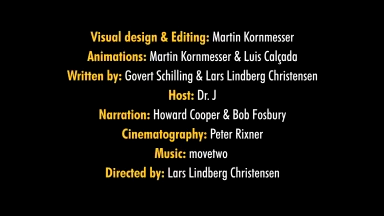 Visual design & Editing: Martin Kornmesser
Animations: Martin Kornmesser & Luis Calçada
Written by: Govert Schilling & Lars Lindberg Christensen
Host: Dr. J
Narration: Howard Cooper & Bob Fosbury
Cinematography: Peter Rixner
Music: movetwo
Directed by: Lars Lindberg Christensen